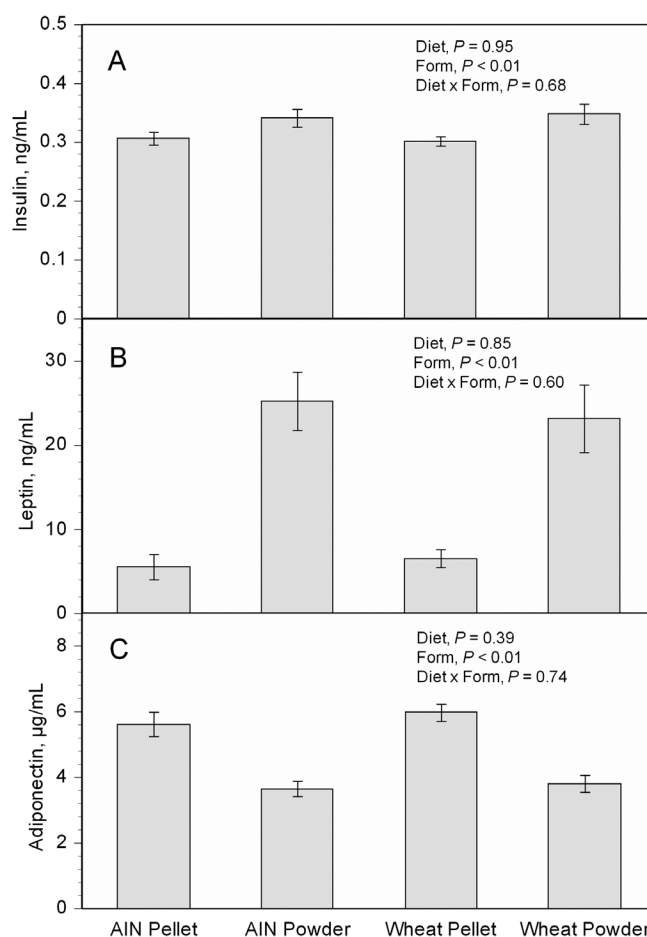 0.5
0.4
0.3
0.2
0.1
0
Insulin, ng/mL
A
Diet, P = 0.95
Form, P < 0.01
Diet x Form, P = 0.68
30
20
10
0
Leptin, ng/mL
B
Diet, P = 0.85
Form, P < 0.01
Diet x Form, P = 0.60
8
6
4
2
0
Adiponectin, µg/mL
C
Diet, P = 0.39
Form, P < 0.01
Diet x Form, P = 0.74
AIN Pellet AIN Powder Wheat Pellet Wheat Powder